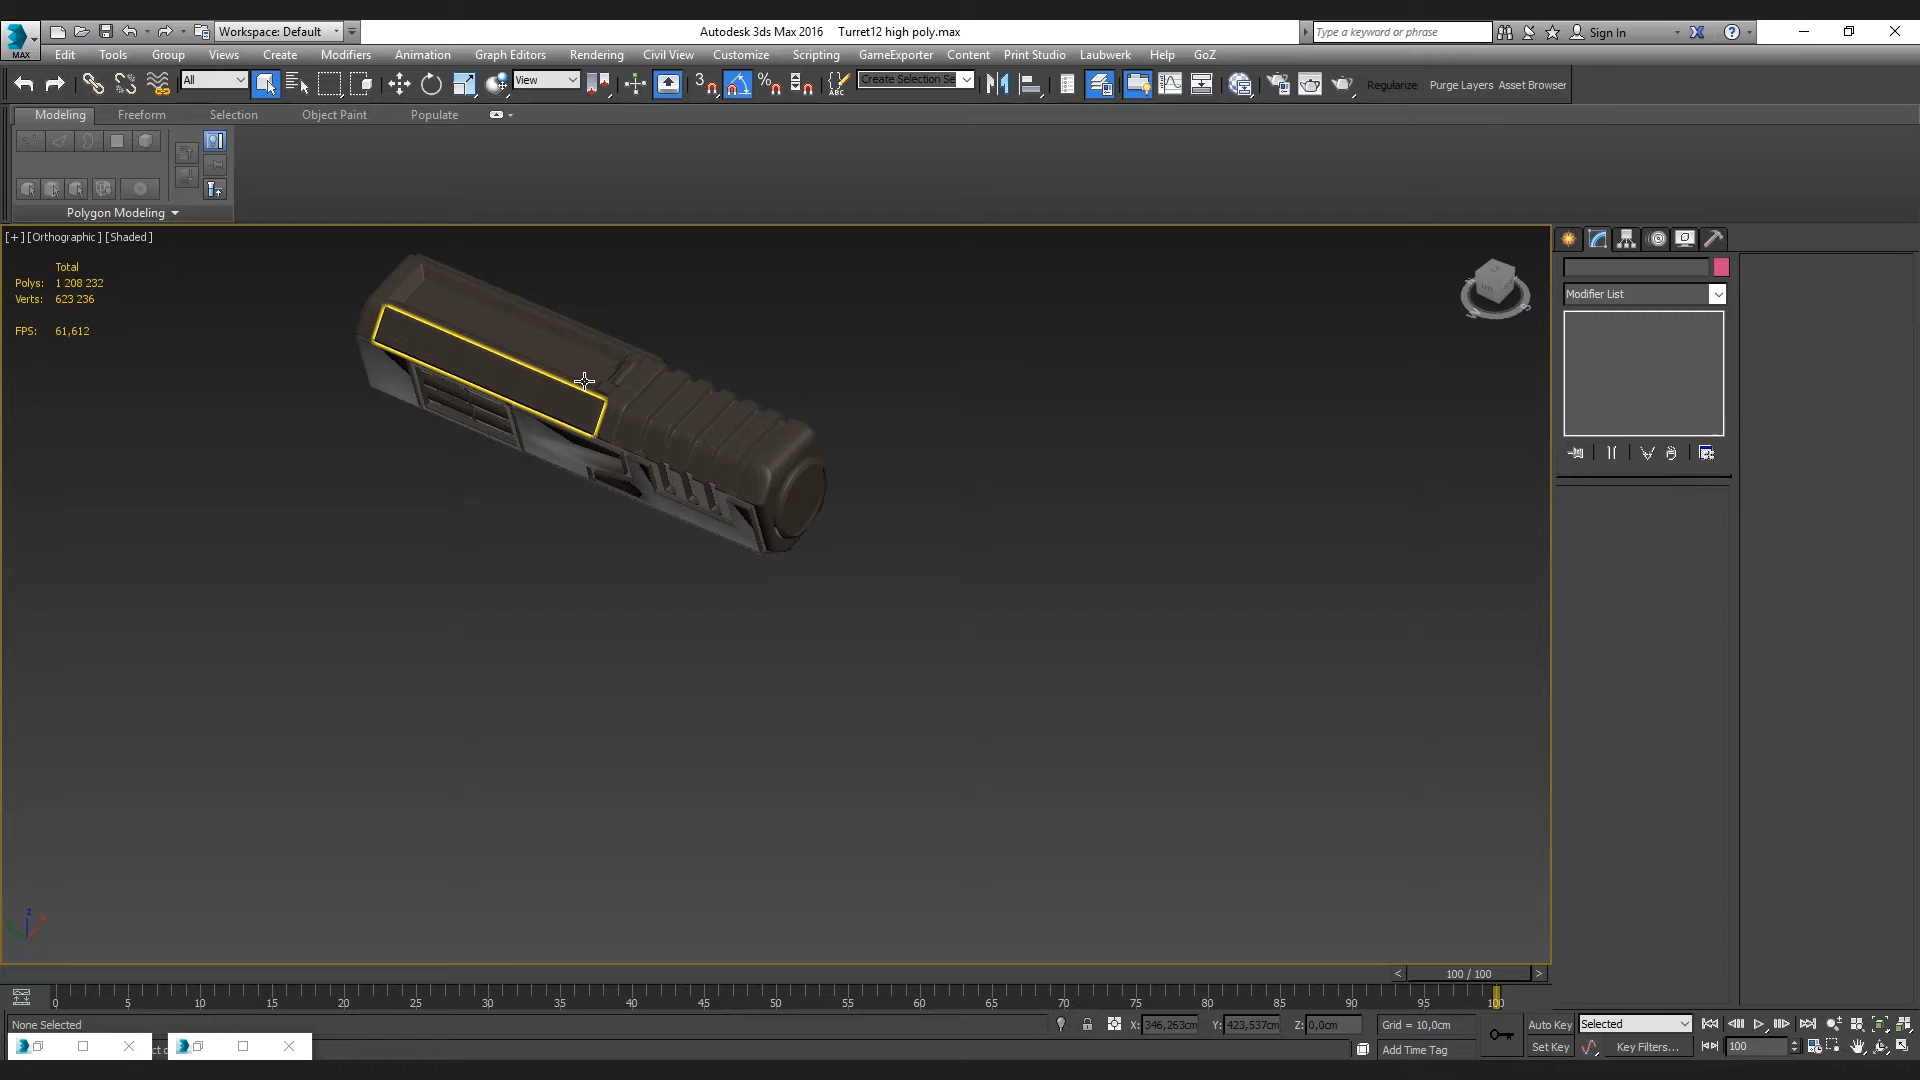 MAX
Workspace: Default
Autodesk 3ds Max 2016 Turret12 high poly.max
Type a keyword or phrase
Sign In
Edit Tools Group Views Create Modifiers Animation Graph Editors Rendering Civil View Customize Scripting GameExporter Content Print Studio Laubwerk Help GoZ
All
View
3
Create Selection Se
Regularize Purge Layers Asset Browser
Modeling Freeform Selection Object Paint Populate
Polygon Modeling
[+] [Orthographic ] [Shaded ]
Total
Polys: 1 208 232
Verts: 623 236
FPS: 61,612
Modifier List
z
< 100 / 100 >
0 5 10 15 20 25 30 35 40 45 50 55 60 65 70 75 80 85 90 95 100
None Selected
X: 346,263cm Y: 423,537cm Z: 0,0cm Grid = 10,0cm
Auto Key Selected
Add Time Tag
Set Key Key Filters... 100